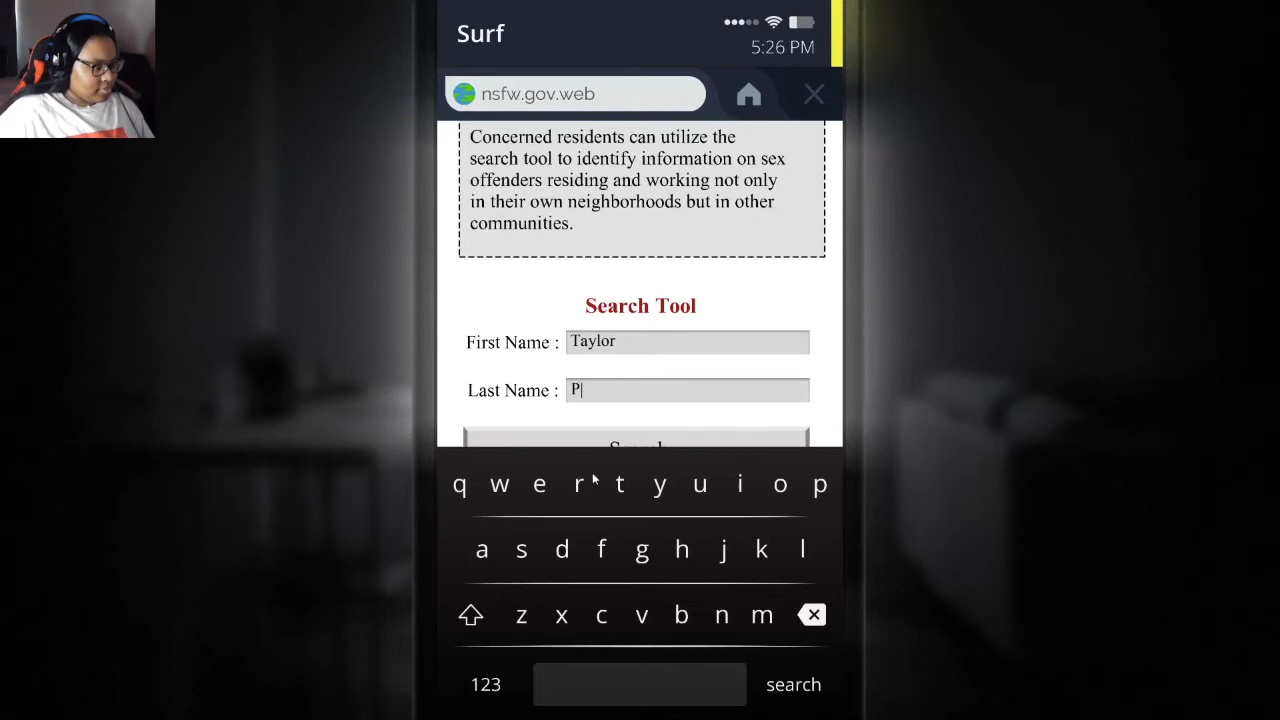 Surf
5:26 PM
nsfw.gov.web
Concerned residents can utilize the
search tool to identify information on sex
offenders residing and working not only
in their own neighborhoods but in other
communities.
Search Tool
First Name : Taylor
Last Name : P
Search
q w e r t y u i o p
a s d f g h j k l
z x c v b n m
123 search